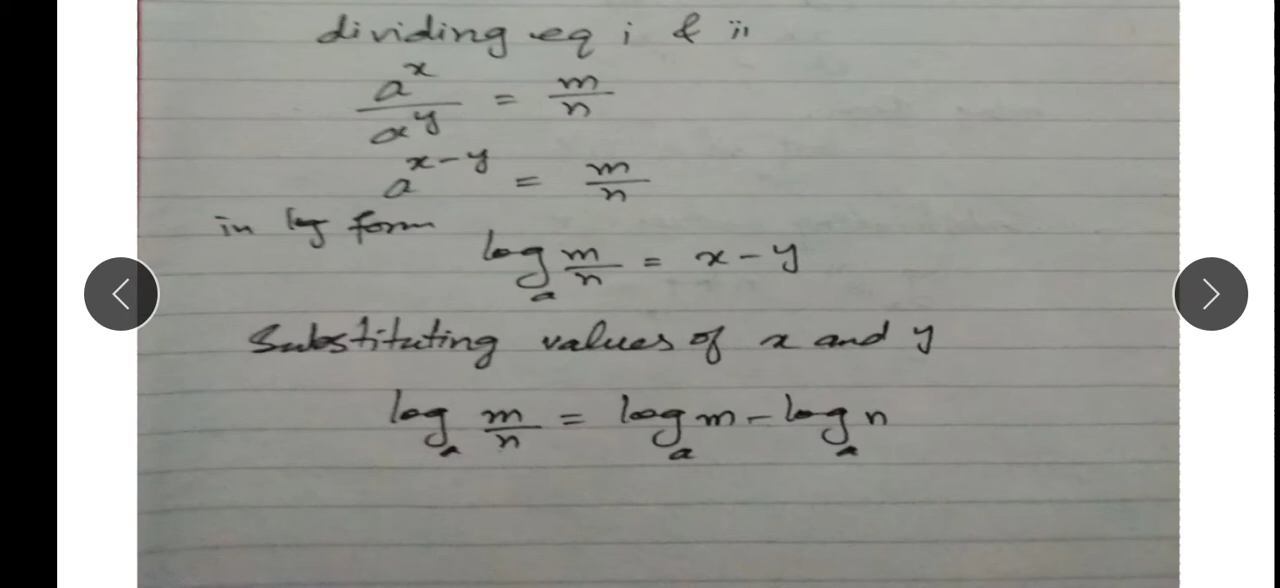 dividing eq i & ii
a^x / a^y = m/n
a^(x-y) = m/n
in log form
log_a m/n = x - y
Substituting values of x and y
log_a m/n = log_a m - log_a n